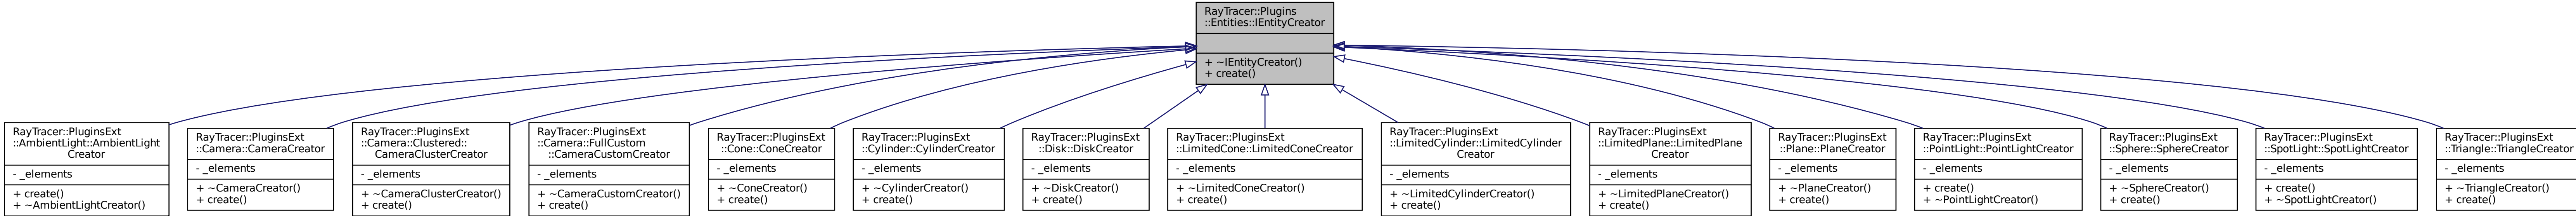 RayTracer::Plugins
::Entities::IEntityCreator
+ ~IEntityCreator()
+ create()
RayTracer::PluginsExt
::AmbientLight::AmbientLight
Creator
- _elements
+ create()
+ ~AmbientLightCreator()
RayTracer::PluginsExt
::Camera::CameraCreator
- _elements
+ ~CameraCreator()
+ create()
RayTracer::PluginsExt
::Camera::Clustered::
CameraClusterCreator
- _elements
+ ~CameraClusterCreator()
+ create()
RayTracer::PluginsExt
::Camera::FullCustom
::CameraCustomCreator
- _elements
+ ~CameraCustomCreator()
+ create()
RayTracer::PluginsExt
::Cone::ConeCreator
- _elements
+ ~ConeCreator()
+ create()
RayTracer::PluginsExt
::Cylinder::CylinderCreator
- _elements
+ ~CylinderCreator()
+ create()
RayTracer::PluginsExt
::Disk::DiskCreator
- _elements
+ ~DiskCreator()
+ create()
RayTracer::PluginsExt
::LimitedCone::LimitedConeCreator
- _elements
+ ~LimitedConeCreator()
+ create()
RayTracer::PluginsExt
::LimitedCylinder::LimitedCylinder
Creator
- _elements
+ ~LimitedCylinderCreator()
+ create()
RayTracer::PluginsExt
::LimitedPlane::LimitedPlane
Creator
- _elements
+ ~LimitedPlaneCreator()
+ create()
RayTracer::PluginsExt
::Plane::PlaneCreator
- _elements
+ ~PlaneCreator()
+ create()
RayTracer::PluginsExt
::PointLight::PointLightCreator
- _elements
+ create()
+ ~PointLightCreator()
RayTracer::PluginsExt
::Sphere::SphereCreator
- _elements
+ ~SphereCreator()
+ create()
RayTracer::PluginsExt
::SpotLight::SpotLightCreator
- _elements
+ create()
+ ~SpotLightCreator()
RayTracer::PluginsExt
::Triangle::TriangleCreator
- _elements
+ ~TriangleCreator()
+ create()